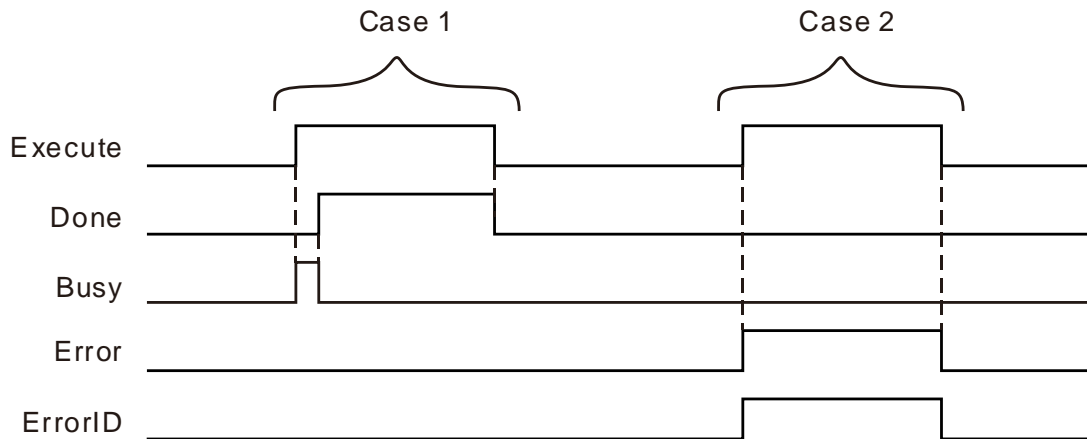 Case 1
Case 2
Execute
Done
Busy
Error
ErrorID